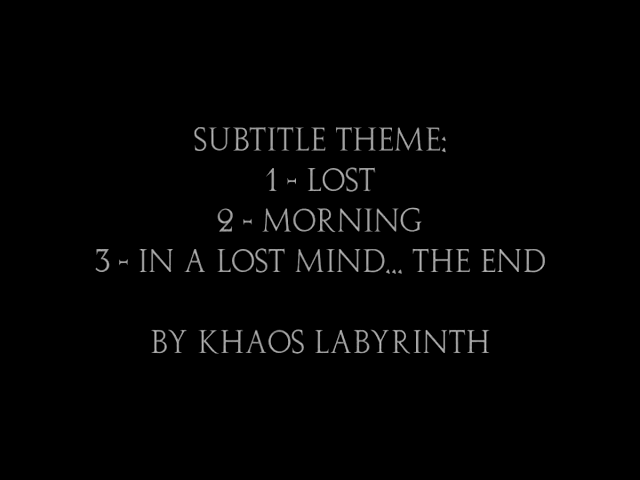 SUBTITLE THEME:
1 - LOST
2 - MORNING
3 - IN A LOST MIND... THE END
BY KHAOS LABYRINTH